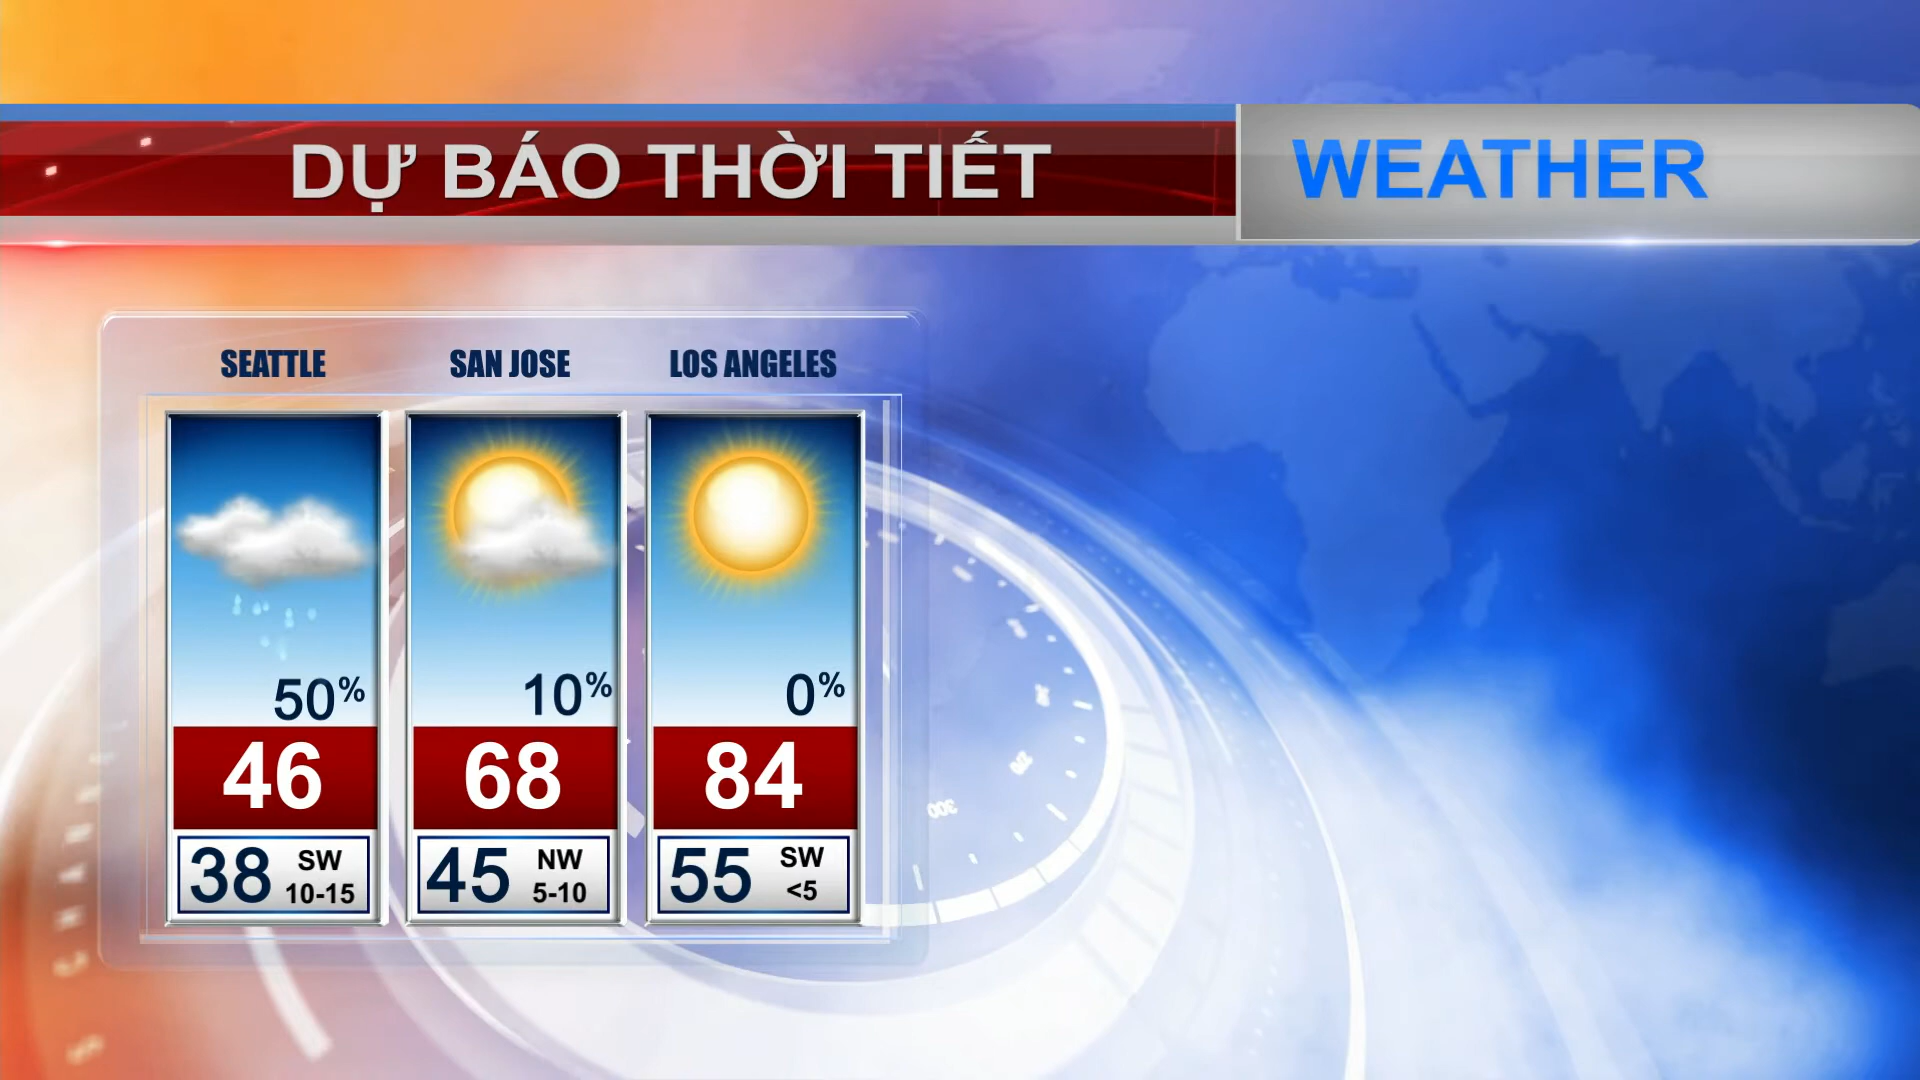 DỰ BÁO THỜI TIẾT
WEATHER
SEATTLE
SAN JOSE
LOS ANGELES
50%
10%
0%
46
68
84
38
SW
10-15
45
NW
5-10
55
SW
<5
300